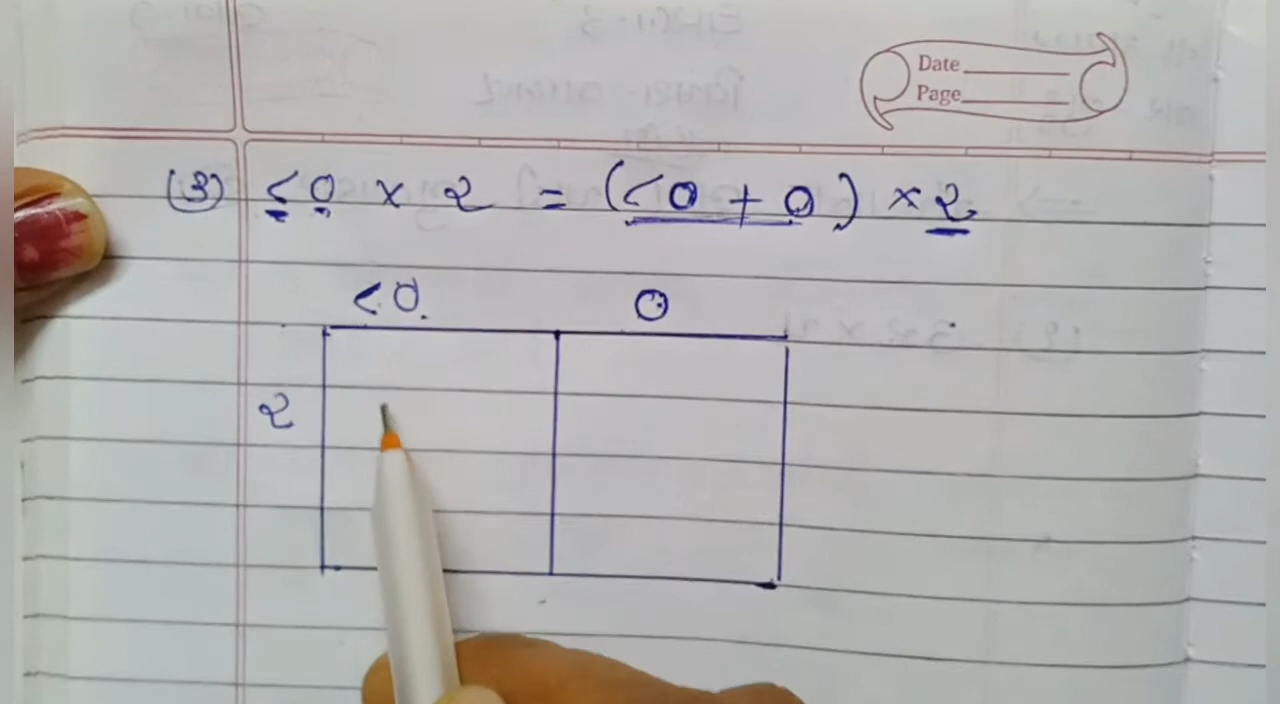 Date
Page
(૩) ૮૦ × ૨ = (૮૦ + ૦) × ૨
૮૦ ૦
૨